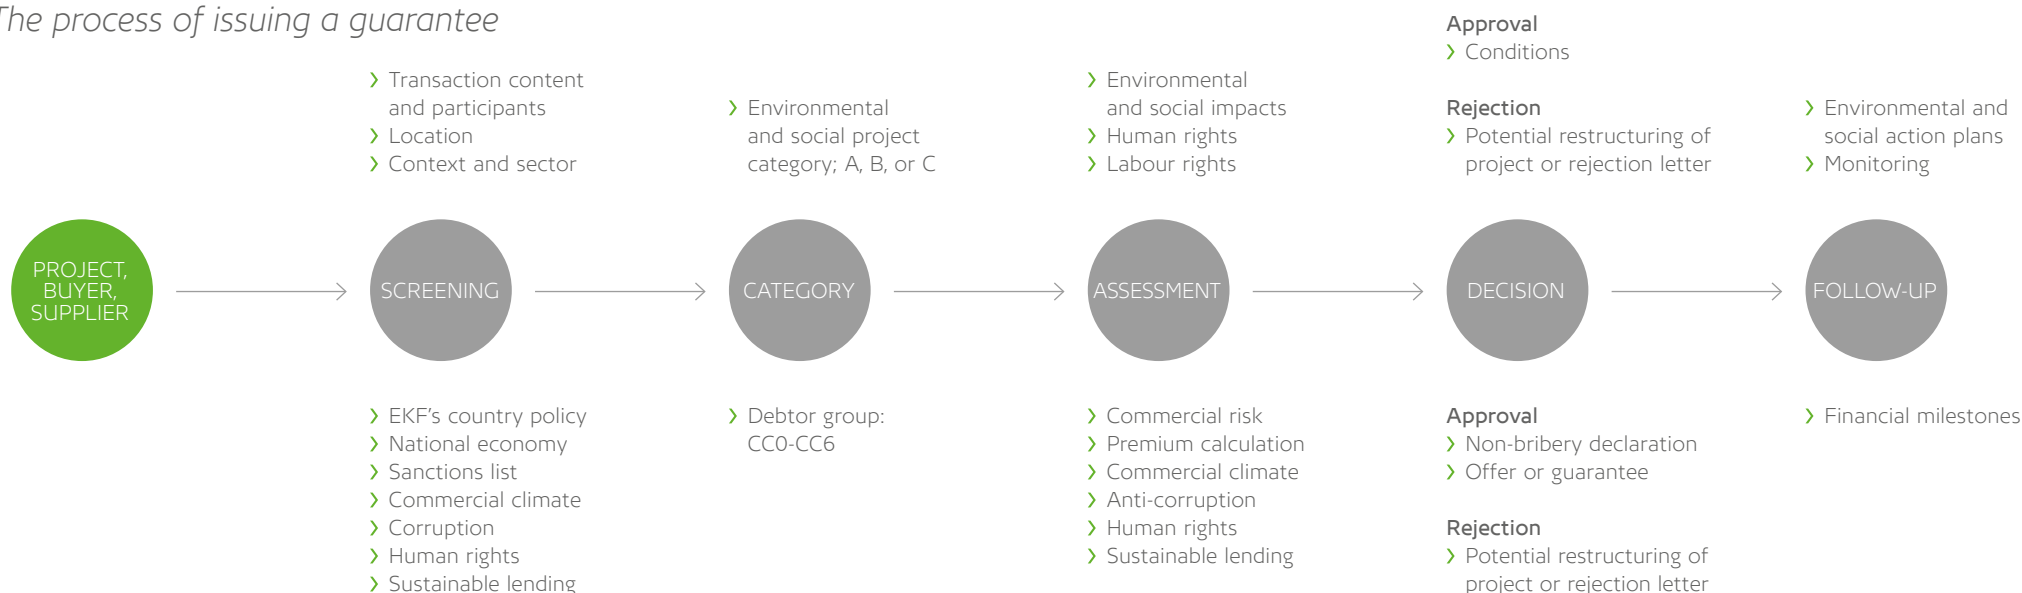 The process of issuing a guarantee
Transaction content
and participants
Location
Context and sector
Environmental
and social project
category; A, B, or C
Environmental
and social impacts
Human rights
Labour rights
Approval
Conditions
Rejection
Potential restructuring of
project or rejection letter
Environmental and
social action plans
Monitoring
PROJECT,
BUYER,
SUPPLIER
SCREENING
CATEGORY
ASSESSMENT
DECISION
FOLLOW-UP
EKF's country policy
National economy
Sanctions list
Commercial climate
Corruption
Human rights
Sustainable lending
Debtor group:
CC0-CC6
Commercial risk
Premium calculation
Commercial climate
Anti-corruption
Human rights
Sustainable lending
Approval
Non-bribery declaration
Offer or guarantee
Rejection
Potential restructuring of
project or rejection letter
Financial milestones